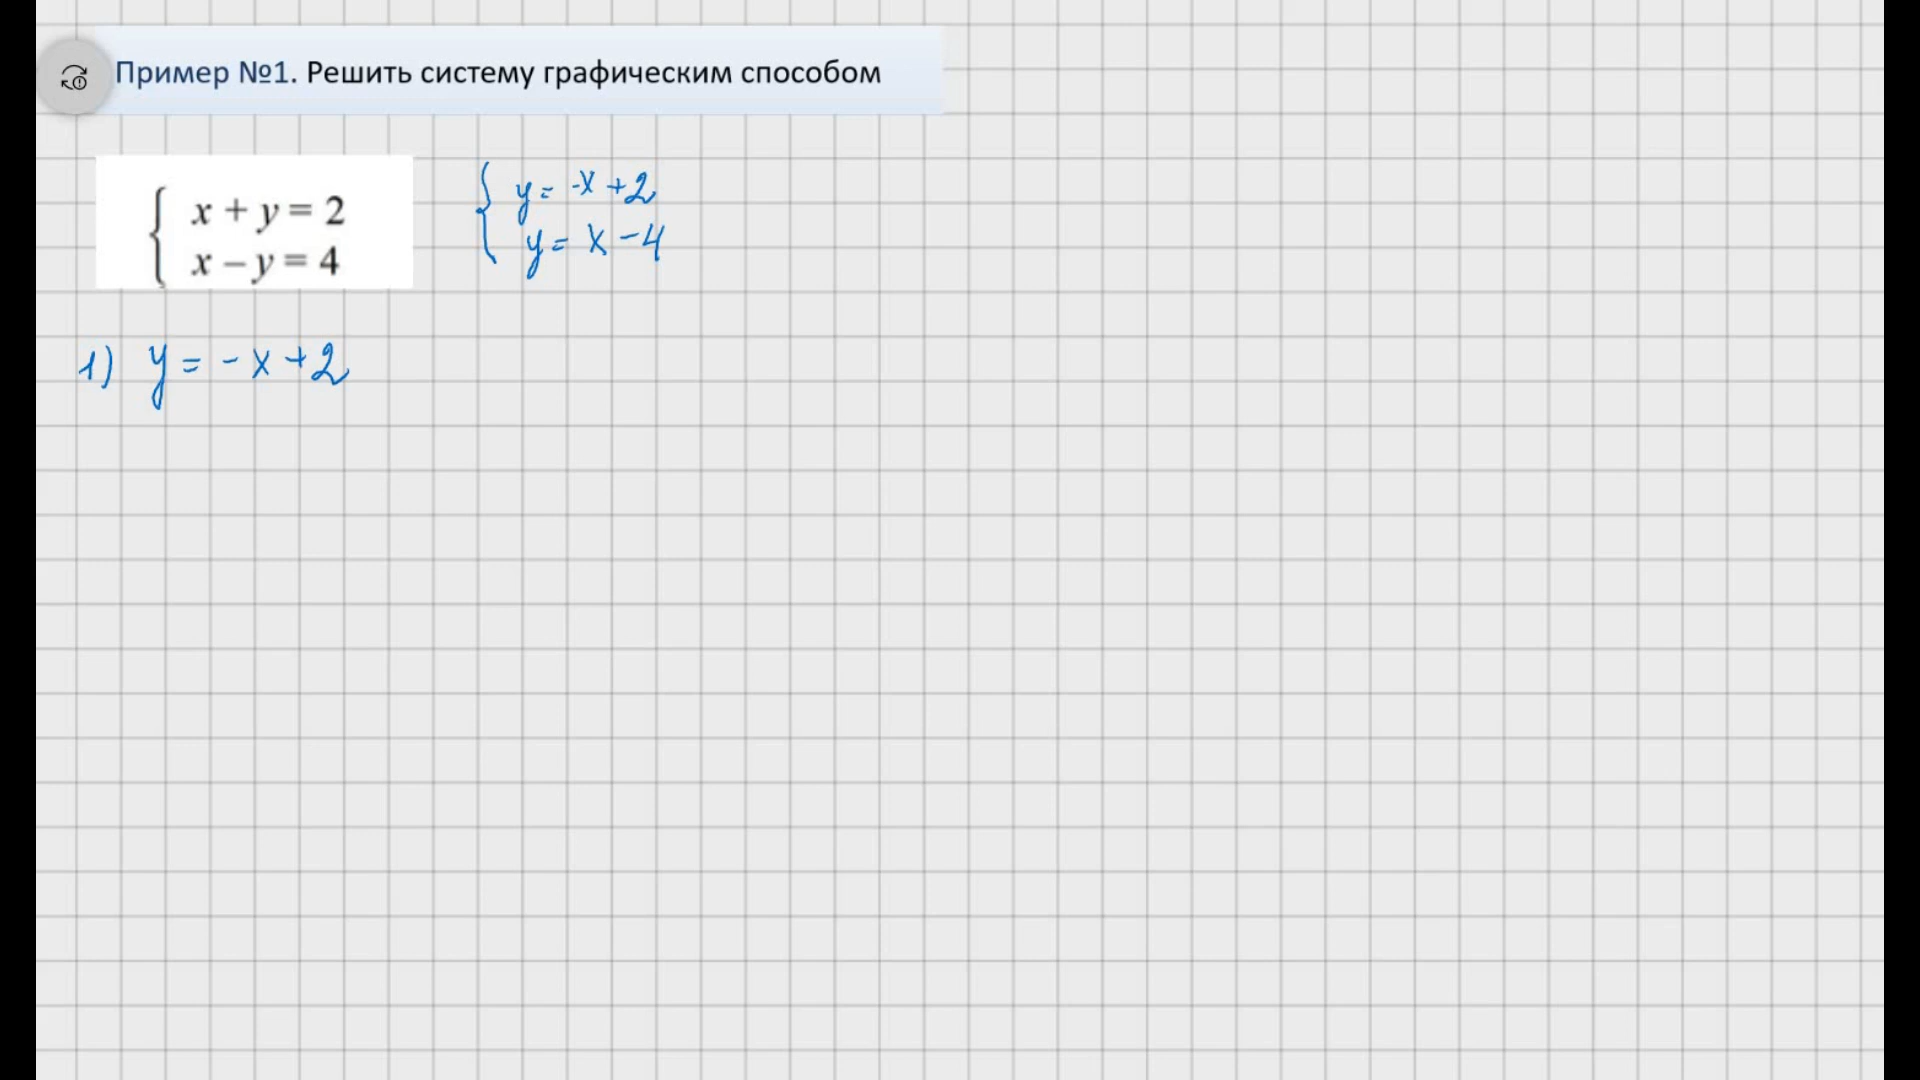 Пример №1. Решить систему графическим способом
x + y = 2
x − y = 4
y = -x + 2
y = x - 4
1) y = - x + 2